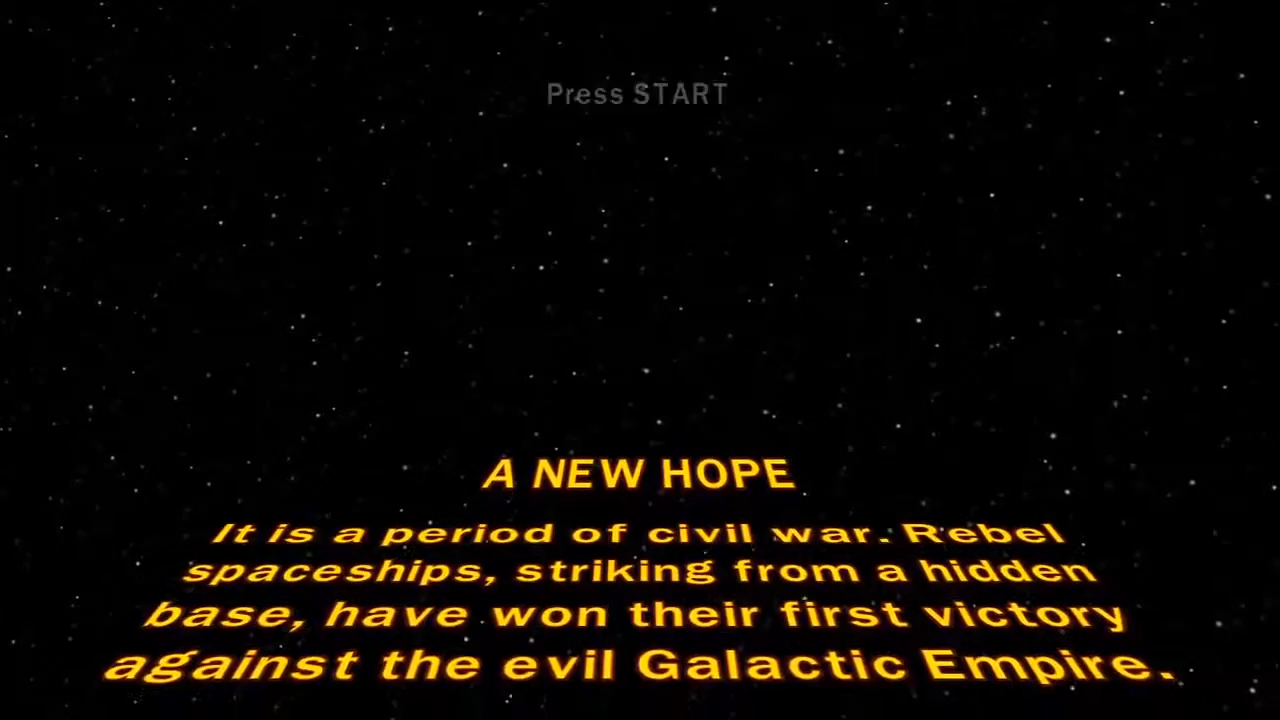 Press START
A NEW HOPE
It is a period of civil war. Rebel
spaceships, striking from a hidden
base, have won their first victory
against the evil Galactic Empire.